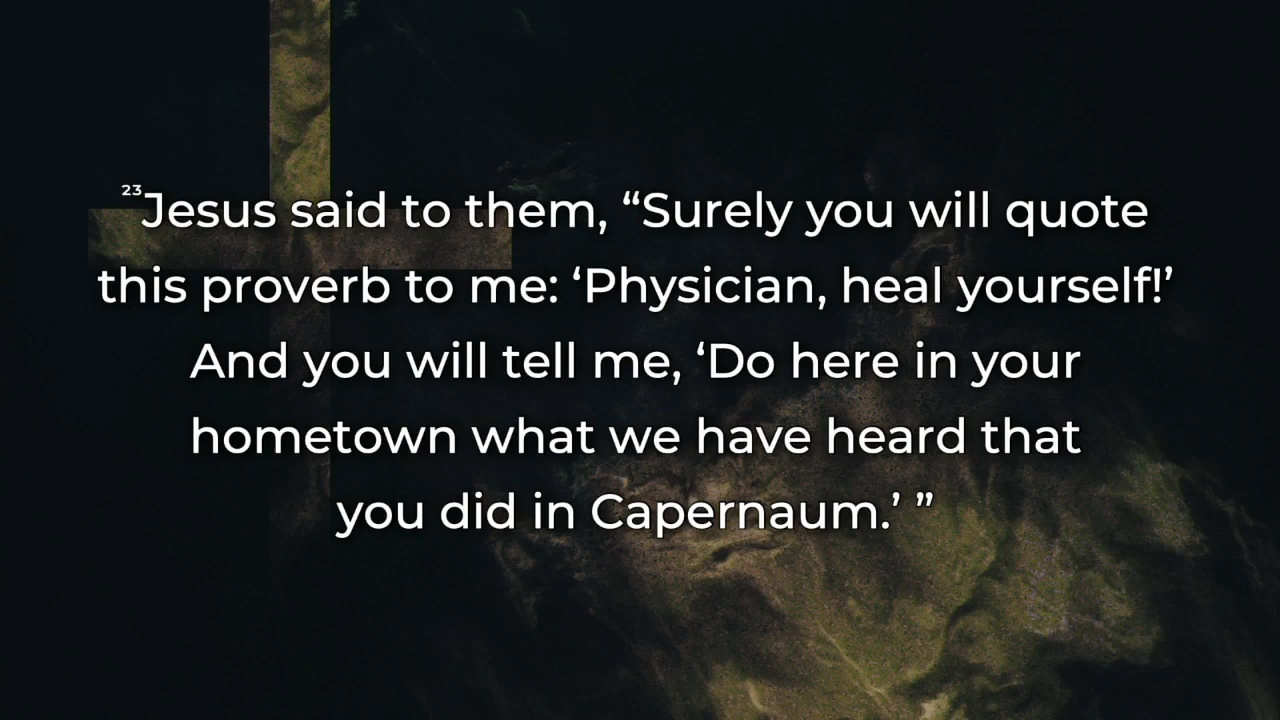 ²³Jesus said to them, “Surely you will quote
this proverb to me: ‘Physician, heal yourself!’
And you will tell me, ‘Do here in your
hometown what we have heard that
you did in Capernaum.’ ”